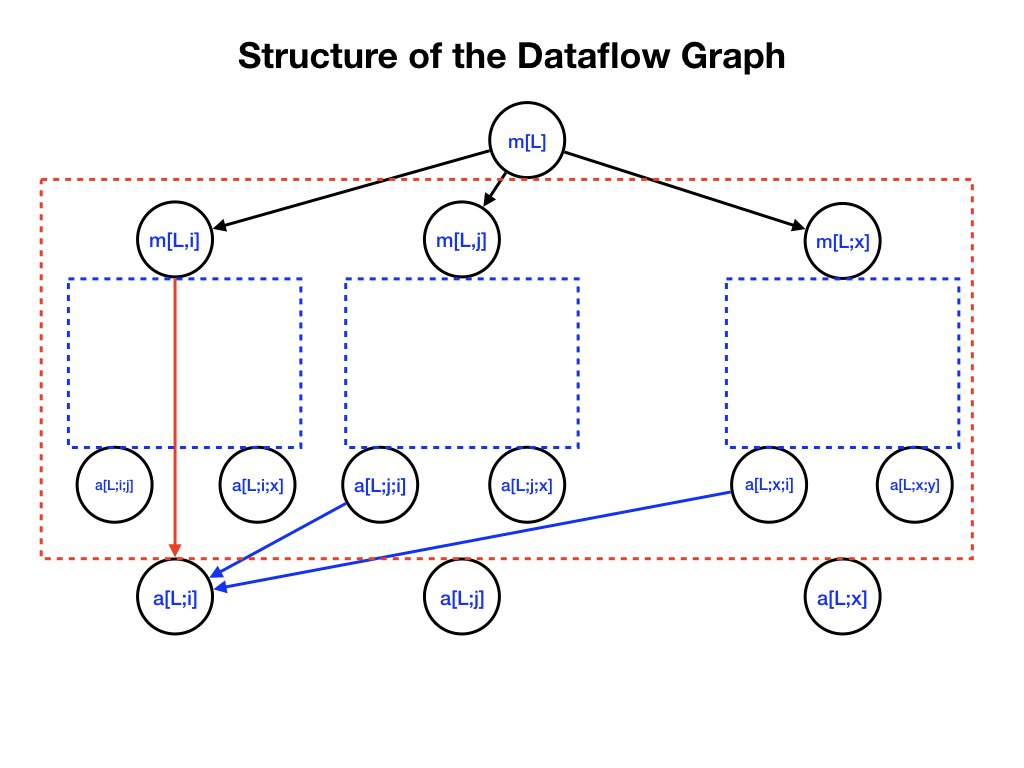 Structure of the Dataflow Graph
m[L]
m[L,i]
m[L,j]
m[L;x]
a[L;i;j]
a[L;i;x]
a[L;j;i]
a[L;j;x]
a[L;x;i]
a[L;x;y]
a[L;i]
a[L;j]
a[L;x]